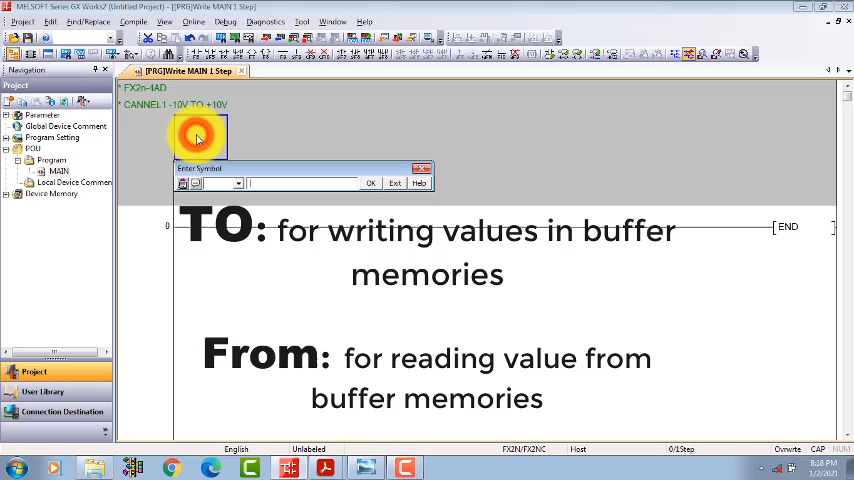 MELSOFT Series GX Works2 (Untitled Project) - [[PRG]Write MAIN 1 Step]
Project Edit Find/Replace Compile View Online Debug Diagnostics Tool Window Help
Navigation
[PRG]Write MAIN 1 Step
Project
* FX2n-4AD
* CANNEL1 -10V TO +10V
Parameter
Global Device Comment
Program Setting
POU
Program
MAIN
Local Device Commen
Device Memory
Enter Symbol
OK Exit Help
0 END
TO: for writing values in buffer
memories
From: for reading value from
buffer memories
Project
User Library
Connection Destination
English Unlabeled FX2N/FX2NC Host 0/1Step Ovrwrte CAP NUM
8:18 PM
1/2/2021